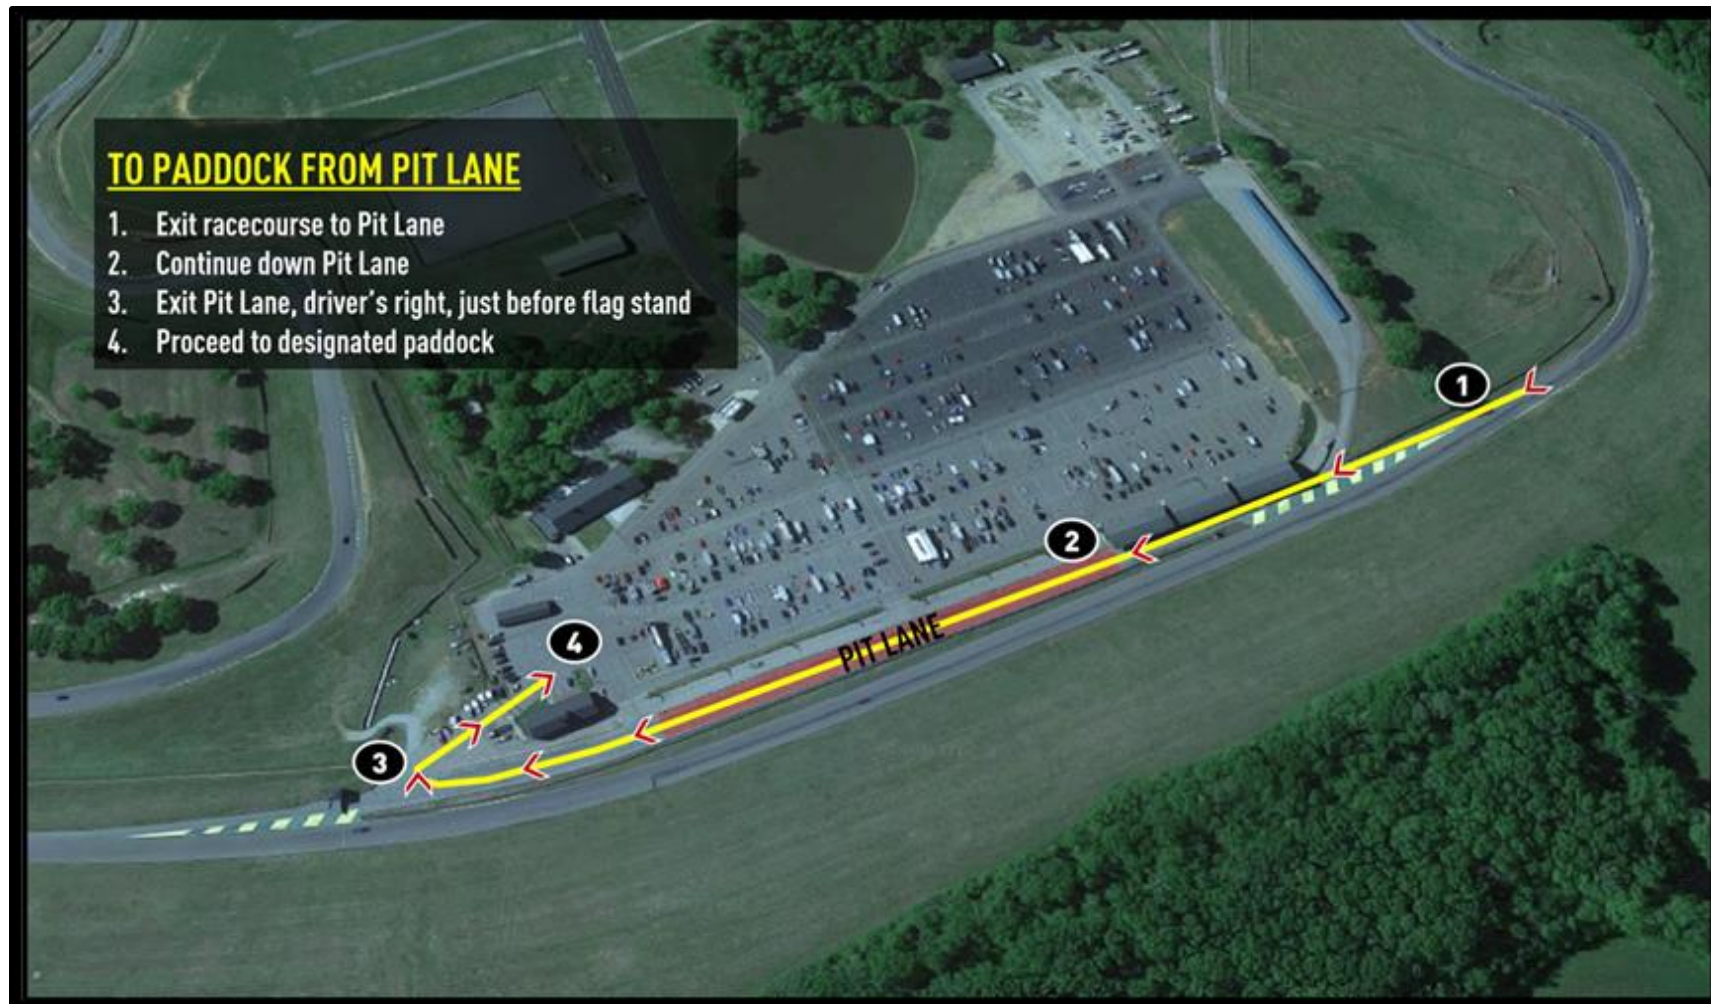 TO PADDOCK FROM PIT LANE
1. Exit racecourse to Pit Lane
2. Continue down Pit Lane
3. Exit Pit Lane, driver's right, just before flag stand
4. Proceed to designated paddock
1
2
PIT LANE
4
3